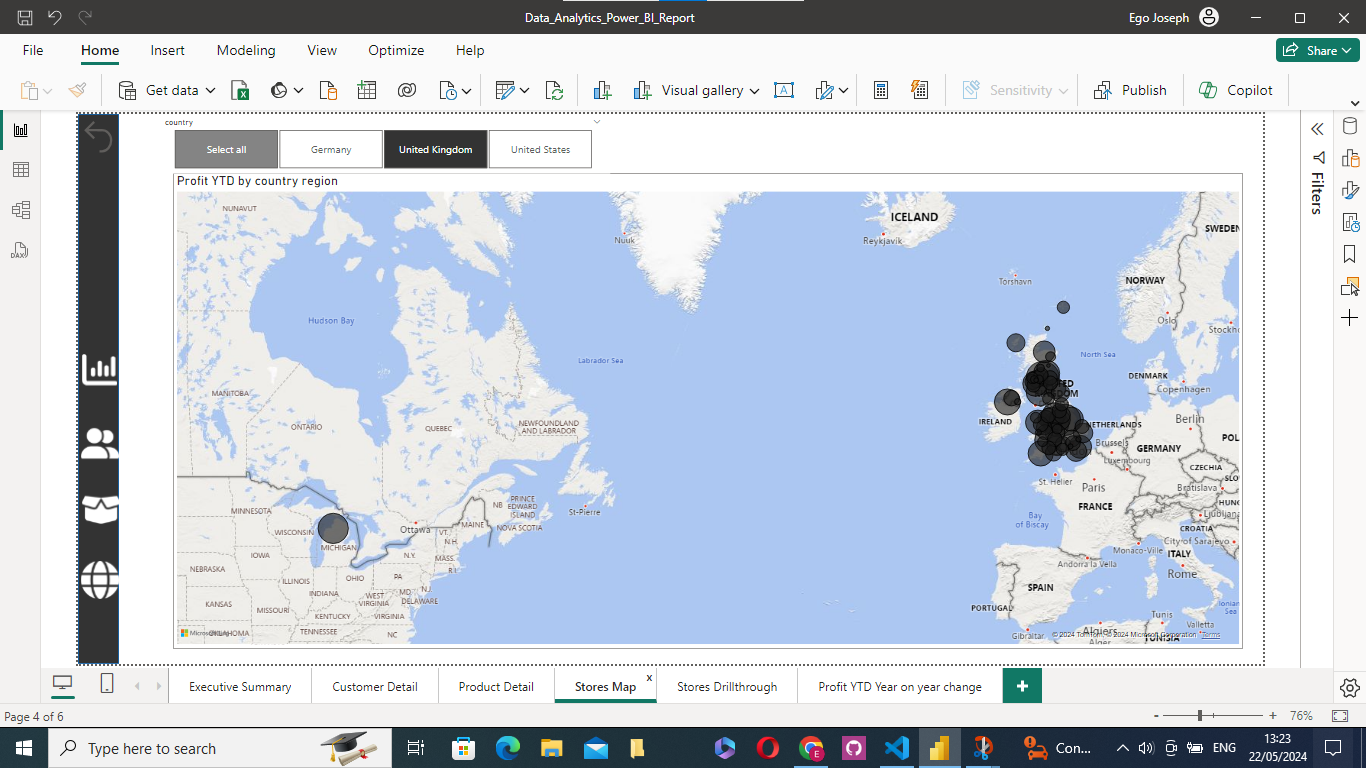 Data_Analytics_Power_BI_Report
Ego Joseph
File Home Insert Modeling View Optimize Help
Share
Get data
Visual gallery
Sensitivity
Publish
Copilot
country
Select all
Germany
United Kingdom
United States
Profit YTD by country region
NUNAVUT
Nuuk
ICELAND
Reykjavik
SWEDEN
Torshavn
NORWAY
Oslo
Hudson Bay
Stockh
Labrador Sea
North Sea
DENMARK
Copenhagen
MANITOBA
ONTARIO
QUEBEC
NEWFOUNDLAND
AND LABRADOR
IRELAND
NETHERLANDS
Berlin
POL
Brussels
GERMANY
Luxembourg
CZECHIA
St. Helier
Paris
Bratislava
SLO
PRINCE
EDWARD
ISLAND
NB
NOVA SCOTIA
St-Pierre
FRANCE
HUNG
Ljubljana
MINNESOTA
WISCONSIN
MICHIGAN
Ottawa
MAINE
VT.
N.H.
MASS.
R.I.
Bay
of Biscay
CROATIA
City of Sarajevo
Monaco-Ville
ITALY
Andorra la Vella
Rome
IOWA
N.Y.
NEBRASKA
ILLINOIS
INDIANA
OHIO
PA
N.J.
MD
DELAWARE
WEST
VIRGINIA
KANSAS
MISSOURI
KENTUCKY
VIRGINIA
SPAIN
PORTUGAL
Ionian
Sea
OKLAHOMA
TENNESSEE
NC
Gibraltar
Algiers
Tunis
Valletta
TUNISIA
© 2024 TomTom, © 2024 Microsoft Corporation Terms
Filters
Executive Summary
Customer Detail
Product Detail
Stores Map
x
Stores Drillthrough
Profit YTD Year on year change
Page 4 of 6
76%
Type here to search
Con...
ENG
13:23
22/05/2024